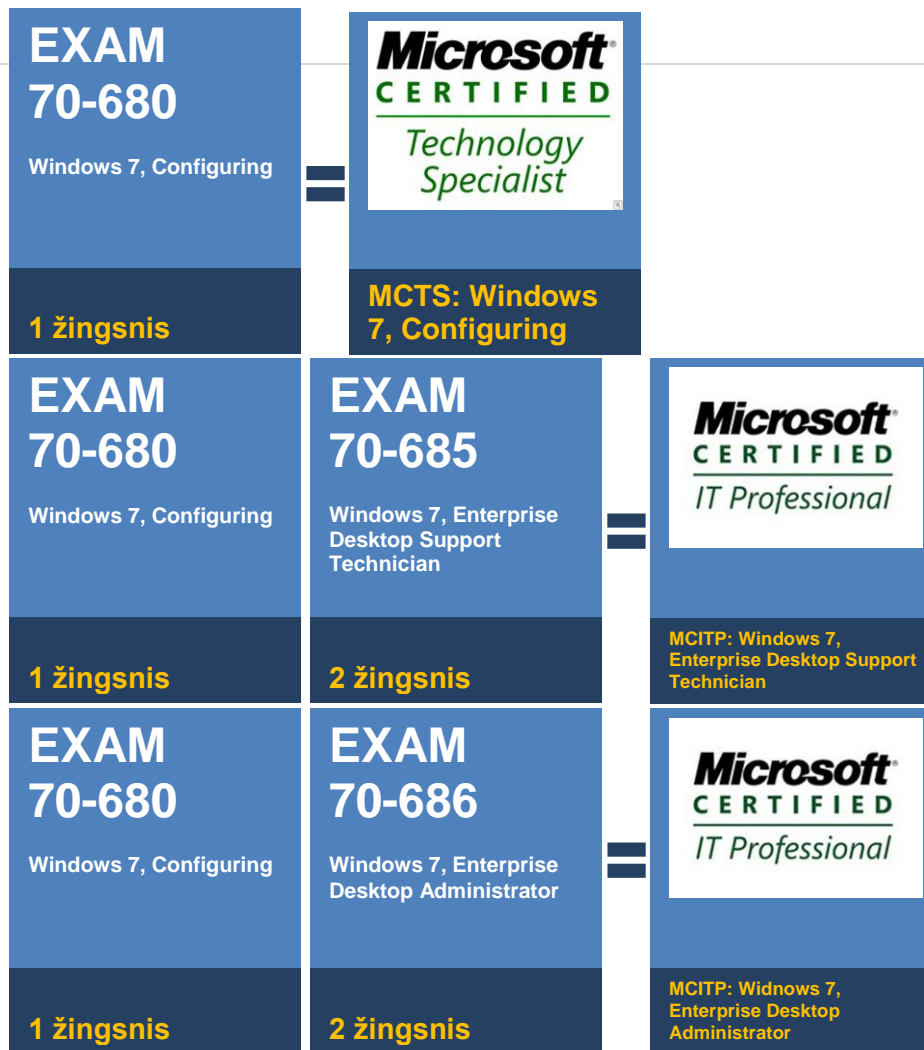 EXAM
70-680
Windows 7, Configuring
1 žingsnis
Microsoft
CERTIFIED
Technology
Specialist
MCTS: Windows
7, Configuring
EXAM
70-680
Windows 7, Configuring
1 žingsnis
EXAM
70-685
Windows 7, Enterprise
Desktop Support
Technician
2 žingsnis
Microsoft
CERTIFIED
IT Professional
MCITP: Windows 7,
Enterprise Desktop Support
Technician
EXAM
70-680
Windows 7, Configuring
1 žingsnis
EXAM
70-686
Windows 7, Enterprise
Desktop Administrator
2 žingsnis
Microsoft
CERTIFIED
IT Professional
MCITP: Widnows 7,
Enterprise Desktop
Administrator